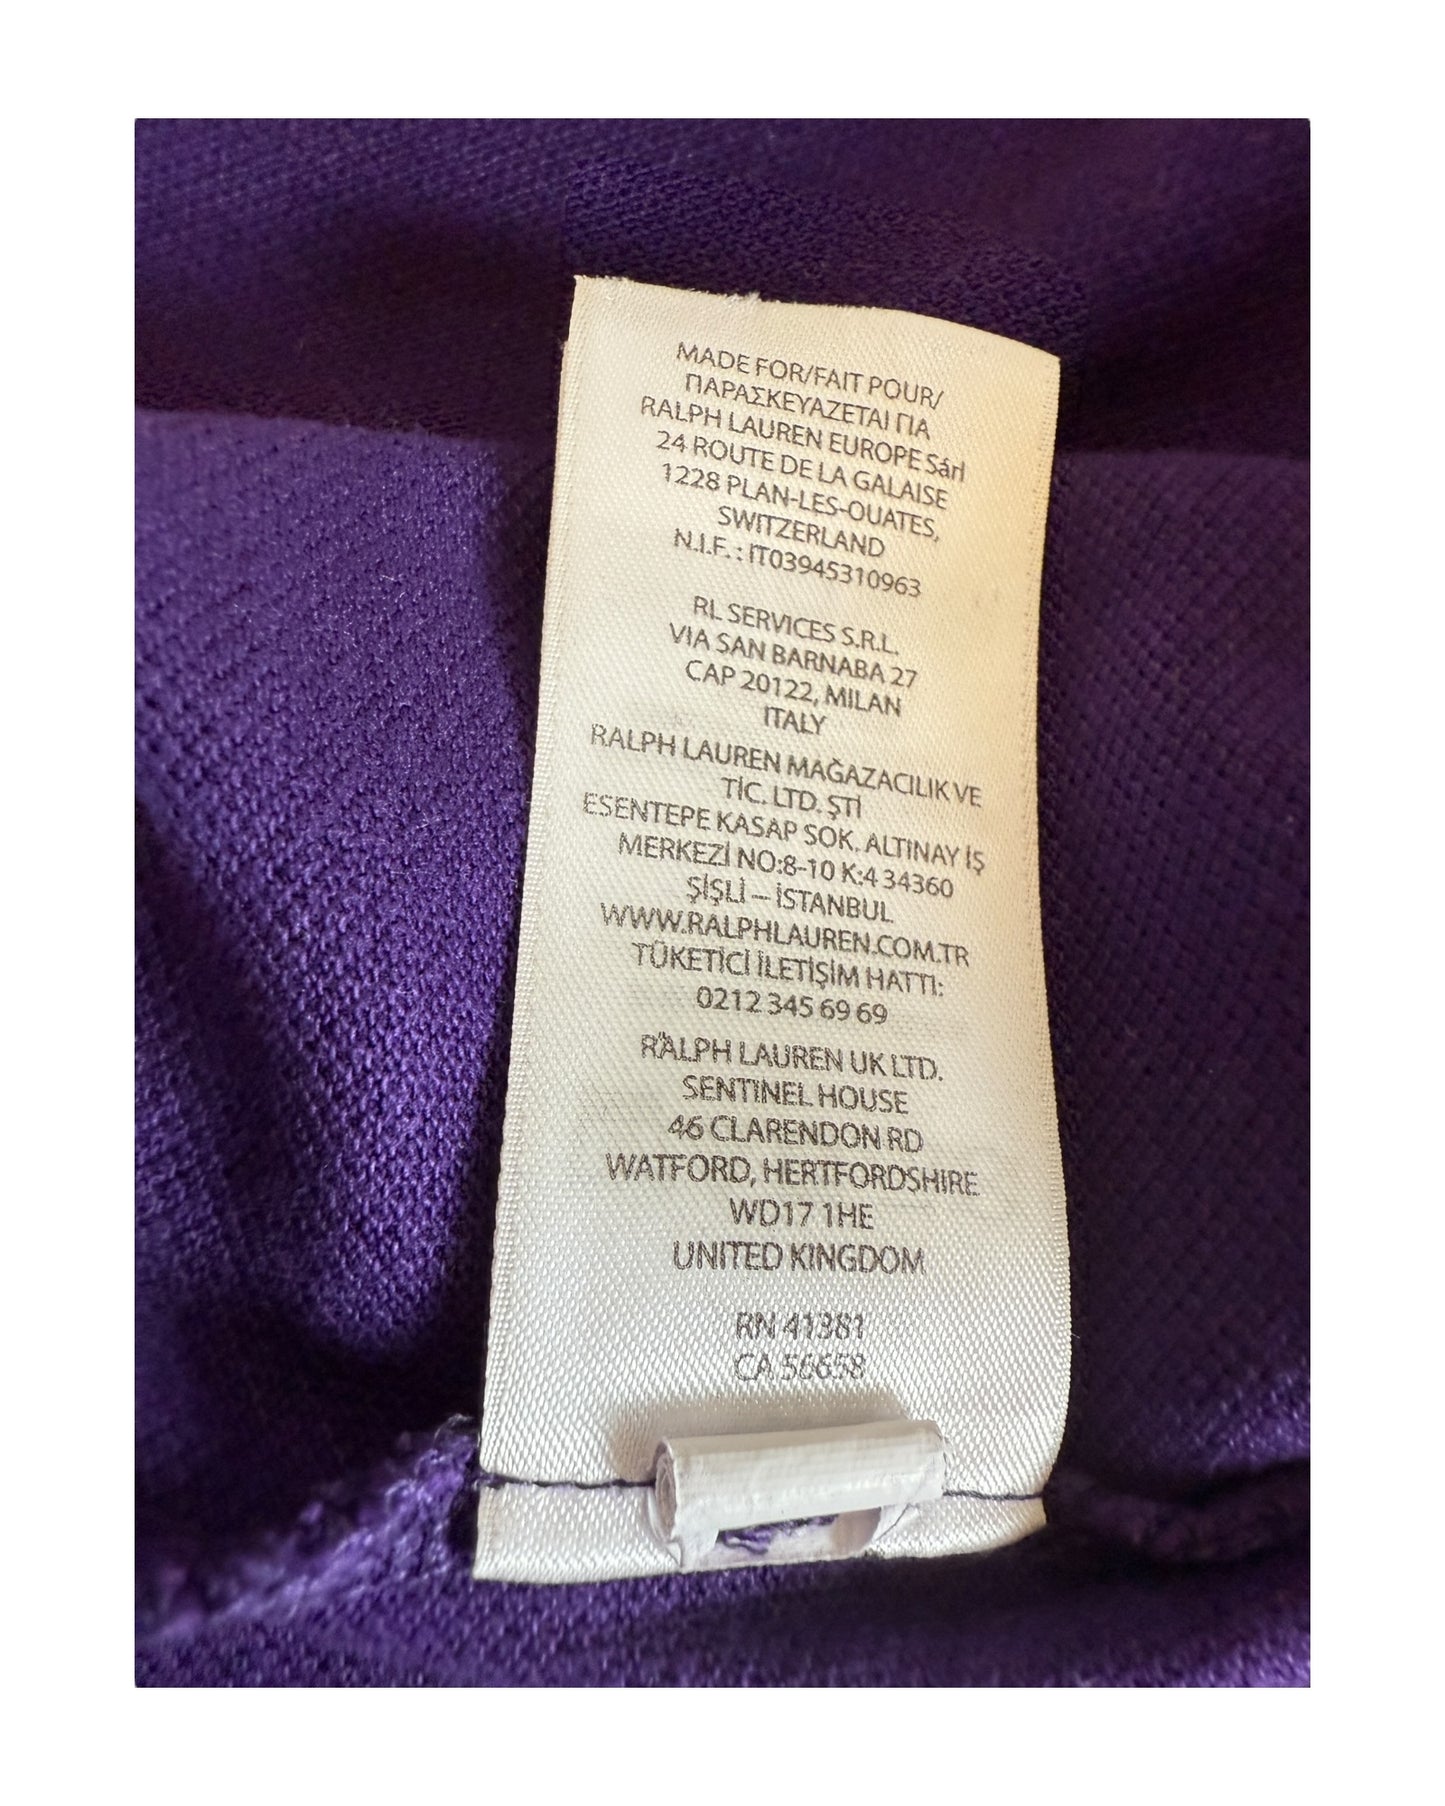 MADE FOR/FAIT POUR/
ΠΑΡΑΣΚΕΥΑΖΕΤΑΙ ΓΙΑ
RALPH LAUREN EUROPE Sárl
24 ROUTE DE LA GALAISE
1228 PLAN-LES-OUATES,
SWITZERLAND
N.I.F. : IT03945310963
RL SERVICES S.R.L.
VIA SAN BARNABA 27
CAP 20122, MILAN
ITALY
RALPH LAUREN MAĞAZACILIK VE
TİC. LTD. ŞTİ
ESENTEPE KASAP SOK. ALTINAY İŞ
MERKEZİ NO:8-10 K:4 34360
ŞİŞLİ – İSTANBUL
WWW.RALPHLAUREN.COM.TR
TÜKETİCİ İLETİŞİM HATTI:
0212 345 69 69
RALPH LAUREN UK LTD.
SENTINEL HOUSE
46 CLARENDON RD
WATFORD, HERTFORDSHIRE
WD17 1HE
UNITED KINGDOM
RN 41381
CA 56658